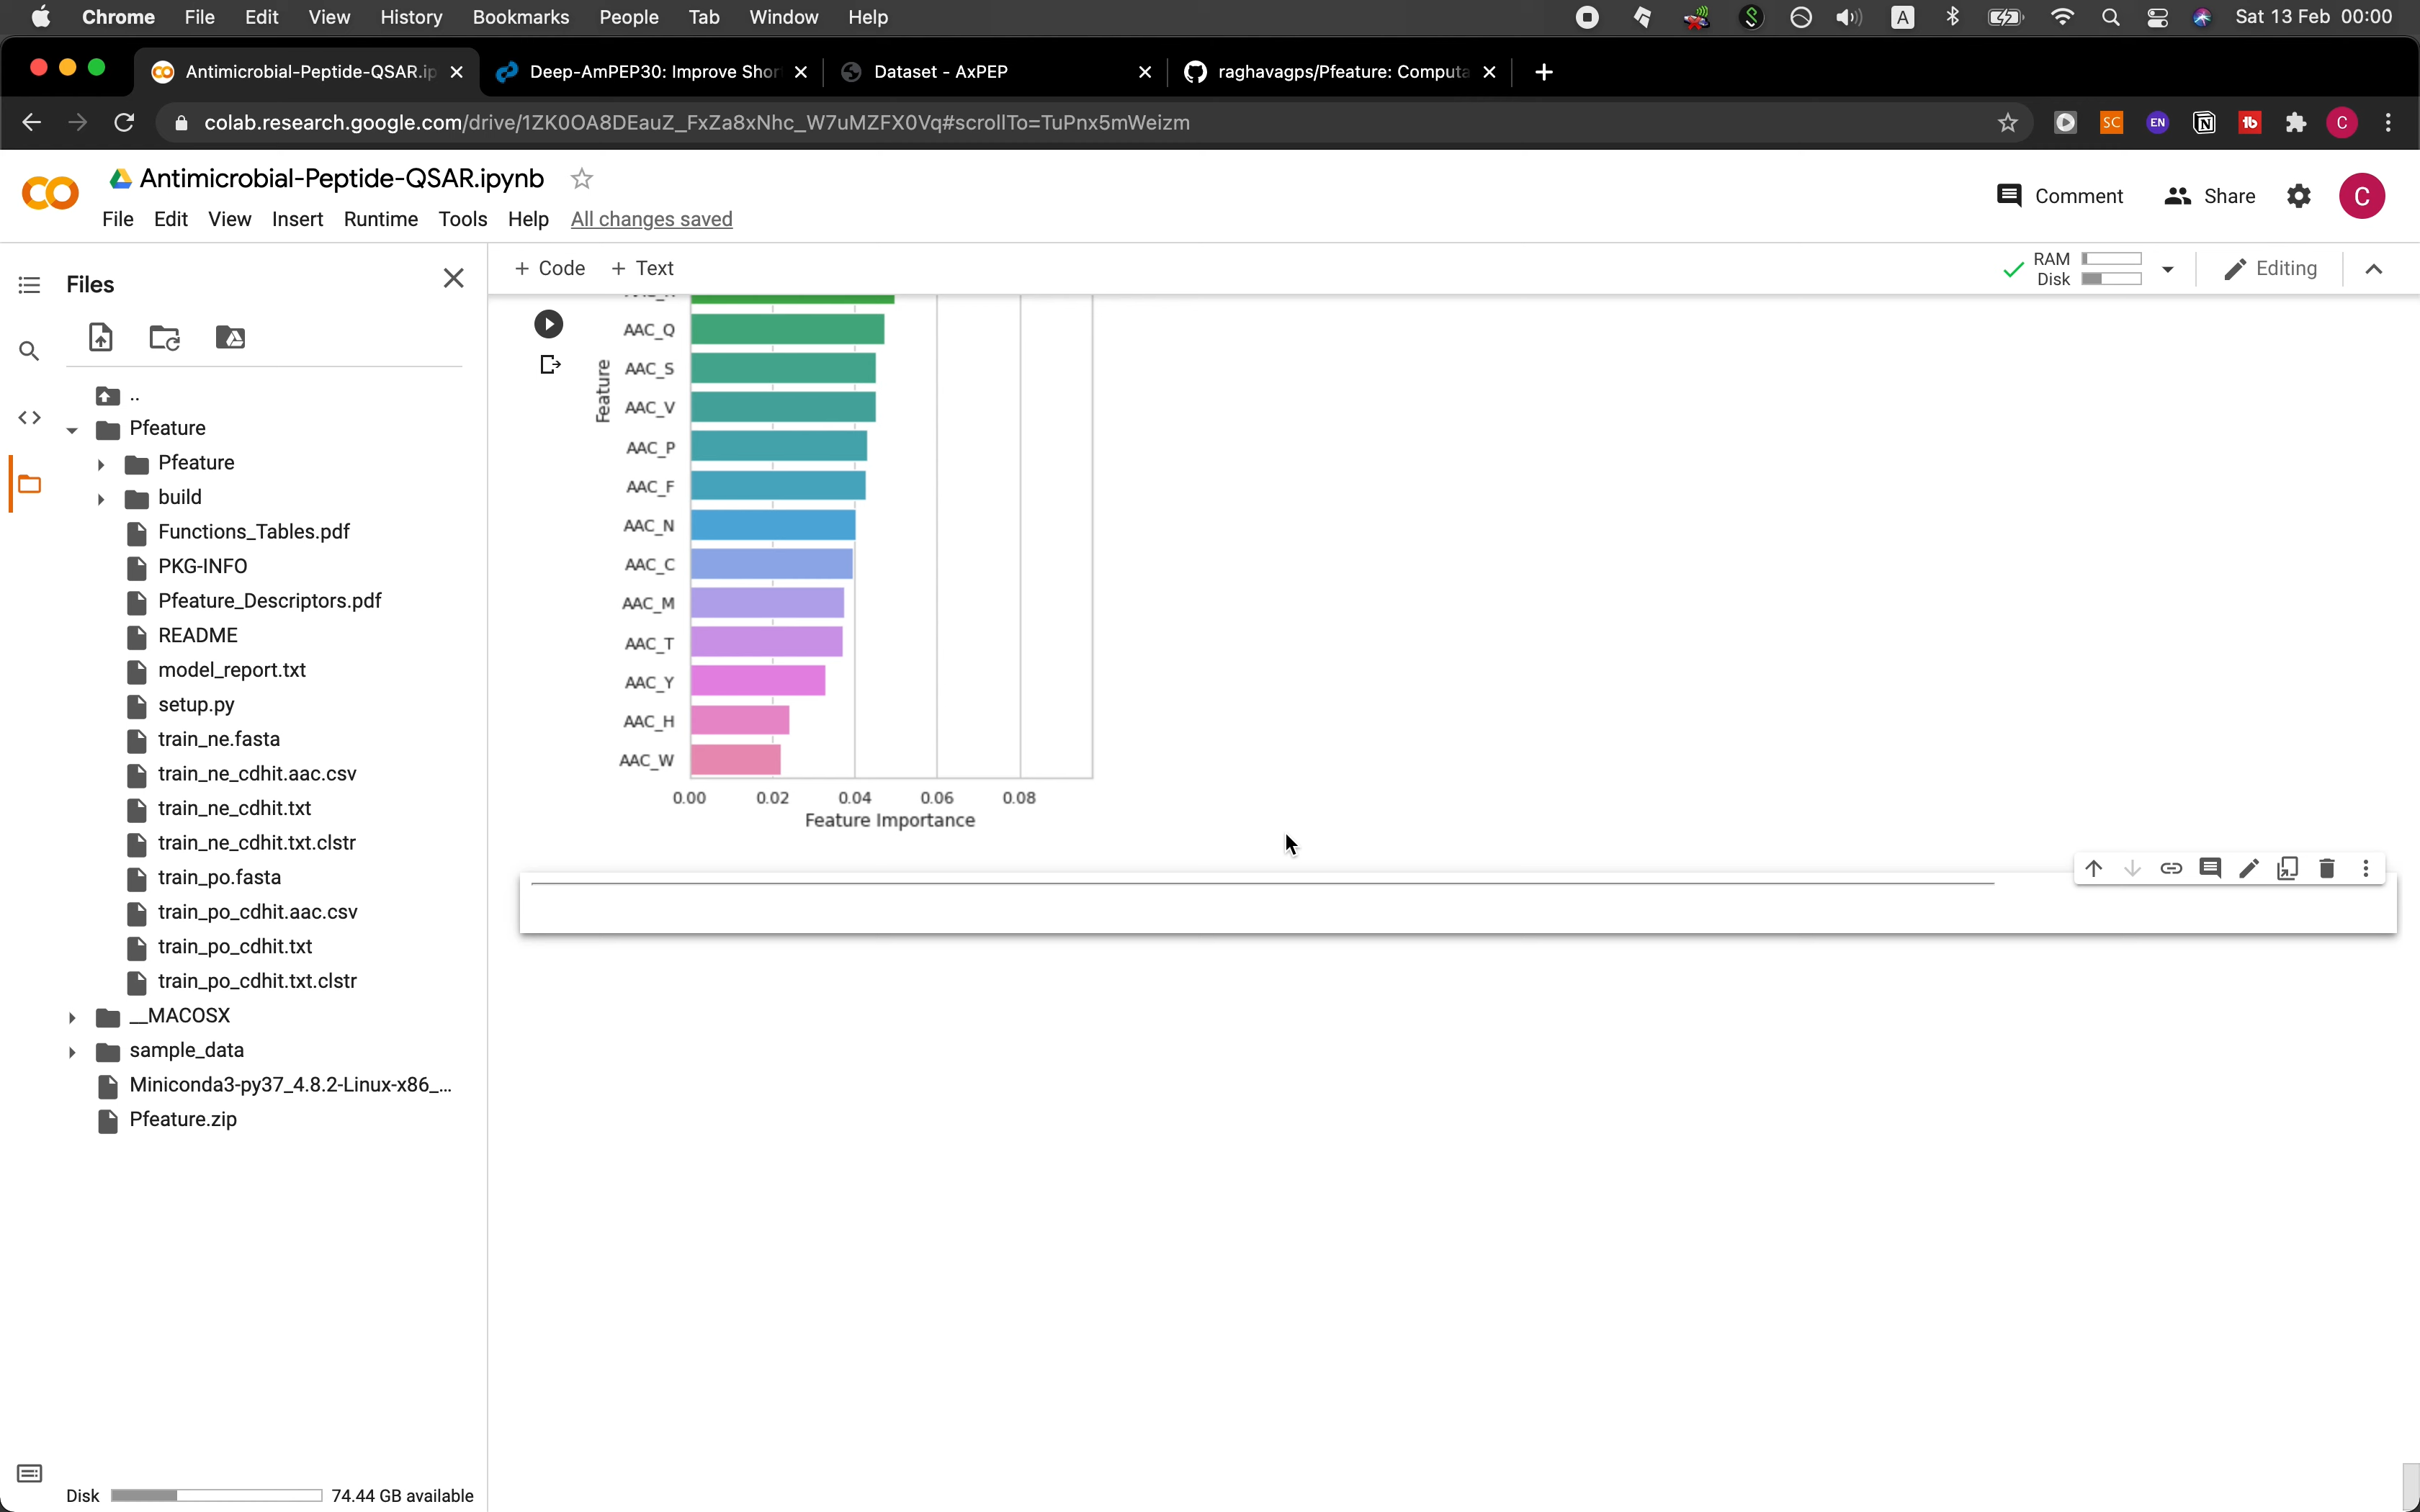 Chrome File Edit View History Bookmarks People Tab Window Help A Sat 13 Feb 00:00
Antimicrobial-Peptide-QSAR.ip Deep-AmPEP30: Improve Shor Dataset - AxPEP raghavagps/Pfeature: Computa
colab.research.google.com/drive/1ZK0OA8DEauZ_FxZa8xNhc_W7uMZFX0Vq#scrollTo=TuPnx5mWeizm SC EN C
Antimicrobial-Peptide-QSAR.ipynb
Comment Share C
File Edit View Insert Runtime Tools Help All changes saved
Files
+ Code + Text
RAM
Disk
Editing
..
Pfeature
Pfeature
build
Functions_Tables.pdf
PKG-INFO
Pfeature_Descriptors.pdf
README
model_report.txt
setup.py
train_ne.fasta
train_ne_cdhit.aac.csv
train_ne_cdhit.txt
train_ne_cdhit.txt.clstr
train_po.fasta
train_po_cdhit.aac.csv
train_po_cdhit.txt
train_po_cdhit.txt.clstr
__MACOSX
sample_data
Miniconda3-py37_4.8.2-Linux-x86_...
Pfeature.zip
Disk 74.44 GB available
Feature
AAC_Q
AAC_S
AAC_V
AAC_P
AAC_F
AAC_N
AAC_C
AAC_M
AAC_T
AAC_Y
AAC_H
AAC_W
0.00 0.02 0.04 0.06 0.08
Feature Importance